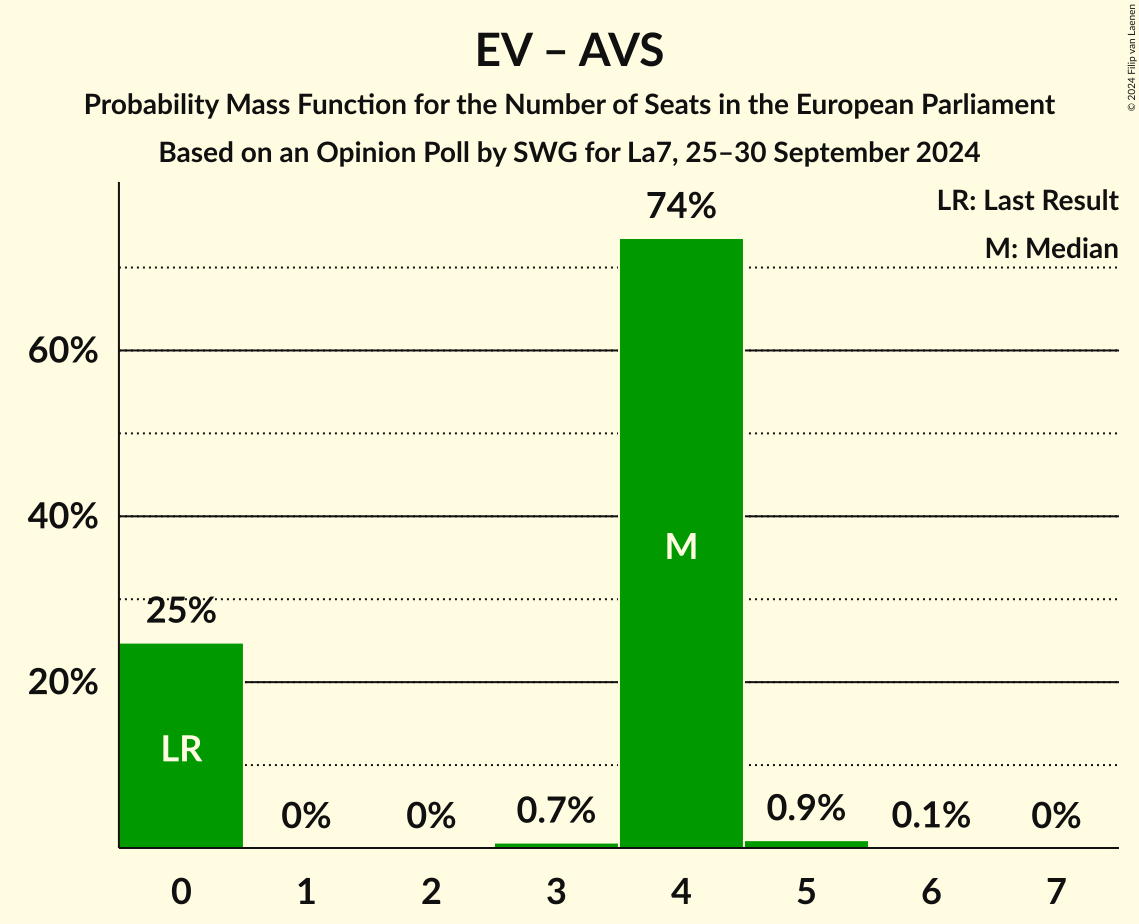 EV – AVS
Probability Mass Function for the Number of Seats in the European Parliament
Based on an Opinion Poll by SWG for La7, 25–30 September 2024
© 2024 Filip van Laenen
LR: Last Result
M: Median
74%
60%
40%
M
25%
20%
LR
0%
0%
0.7%
0.9%
0.1%
0%
0 1 2 3 4 5 6 7